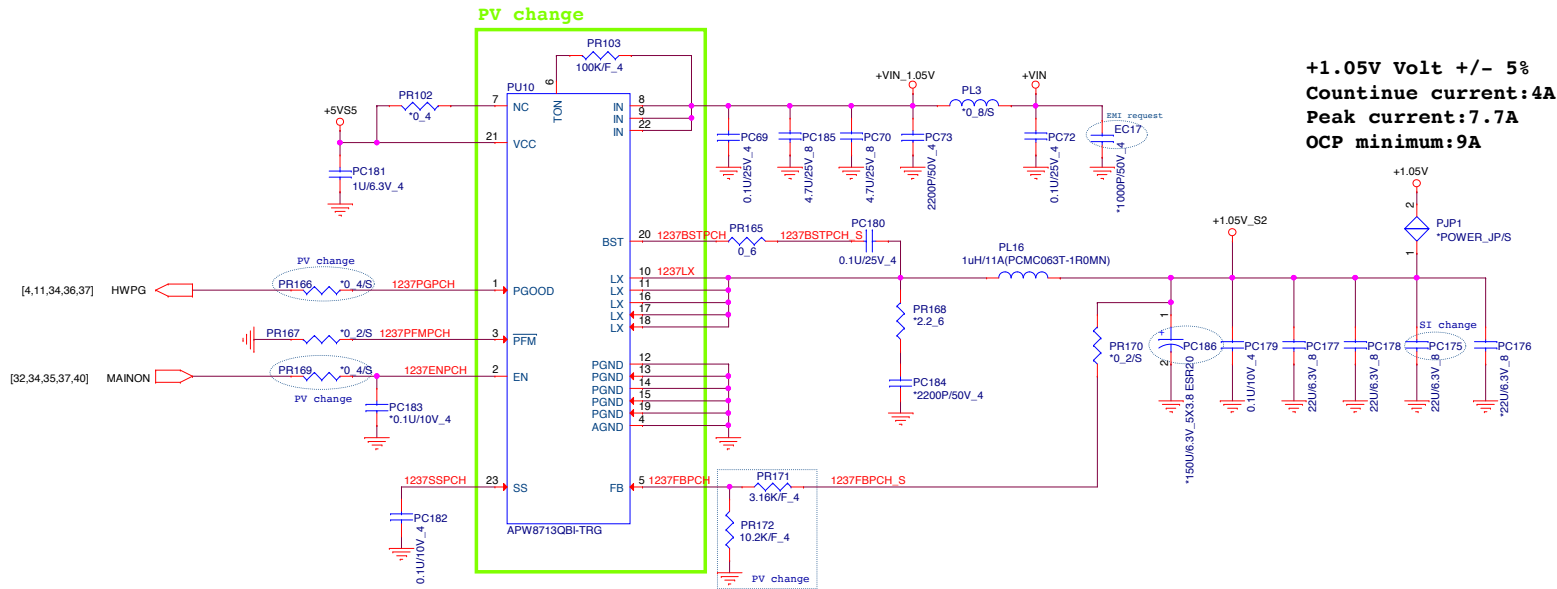 PV change
PR103
100K/F_4
6
PU10
TON
+5VS5
PR102
*0_4
7
NC
21
VCC
PC181
1U/6.3V_4
IN
8
IN
9
IN
22
+VIN_1.05V
PL3
*0_8/S
+VIN
PC69
0.1U/25V_4
PC185
4.7U/25V_8
PC70
4.7U/25V_8
PC73
2200P/50V_4
PC72
0.1U/25V_4
EMI request
EC17
*1000P/50V_4
+1.05V Volt +/- 5%
Countinue current:4A
Peak current:7.7A
OCP minimum:9A
BST
20
1237BSTPCH
PR165
0_6
1237BSTPCH_S
PC180
0.1U/25V_4
LX
10
1237LX
LX
11
LX
16
LX
17
LX
18
PL16
1uH/11A(PCMC063T-1R0MN)
+1.05V_S2
+1.05V
2
PJP1
*POWER_JP/S
1
[4,11,34,36,37]
HWPG
PV change
PR166
*0_4/S
1237PGPCH
1
PGOOD
PR167
*0_2/S
1237PFMPCH
3
PFM
[32,34,35,37,40]
MAINON
PR169
*0_4/S
1237ENPCH
2
EN
PV change
PC183
*0.1U/10V_4
PGND
12
PGND
13
PGND
14
PGND
15
PGND
19
AGND
4
PR168
*2.2_6
PC184
*2200P/50V_4
PR170
*0_2/S
1
+
PC186
2
*150U/6.3V_5X3.8 ESR20
PC179
0.1U/10V_4
PC177
22U/6.3V_8
PC178
22U/6.3V_8
SI change
PC175
22U/6.3V_8
PC176
*22U/6.3V_8
1237SSPCH
23
SS
PC182
0.1U/10V_4
FB
5
1237FBPCH
PR171
3.16K/F_4
1237FBPCH_S
PR172
10.2K/F_4
PV change
APW8713QBI-TRG